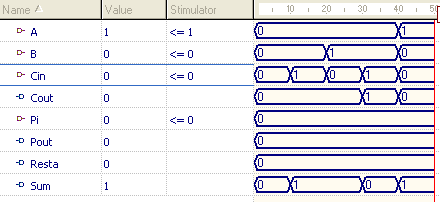 Name Value Stimulator 10 20 30 40 50
A 1 <= 1 0 1
B 0 <= 0 0 1 0
Cin 0 <= 0 0 1 0 1 0
Cout 0 0 1 0
Pi 0 <= 0 0
Pout 0 0
Resta 0 0
Sum 1 0 1 0 1